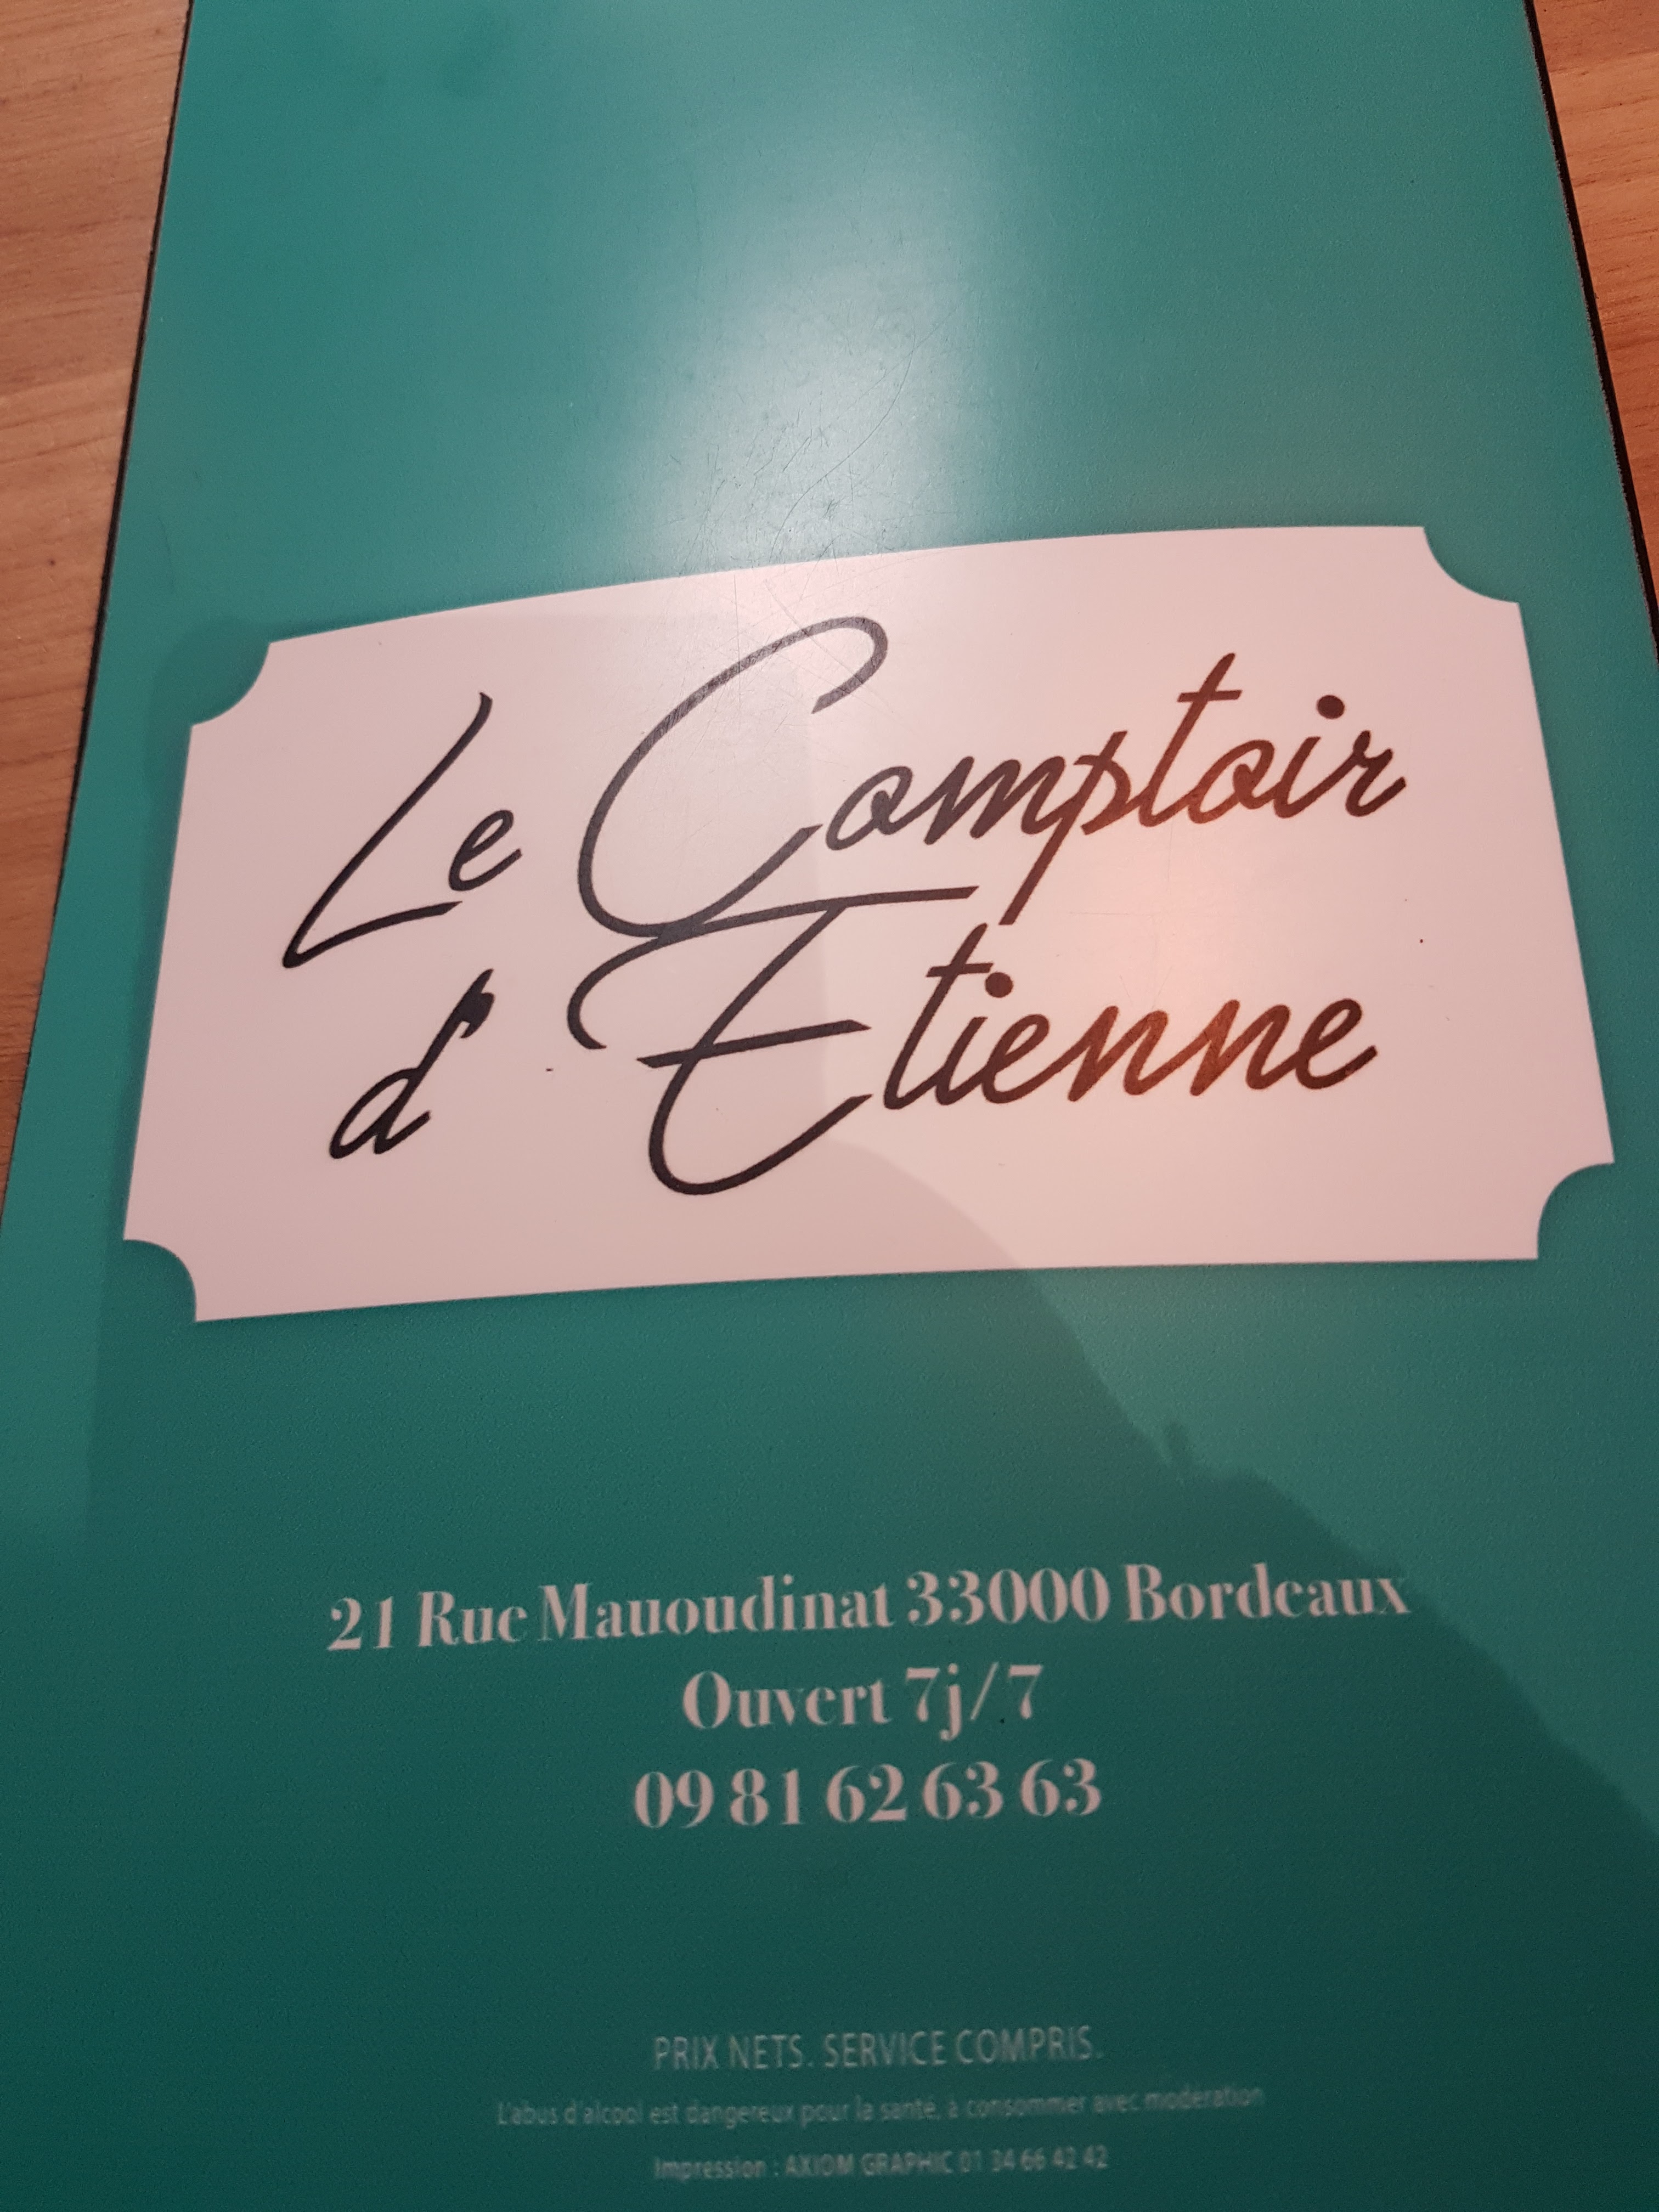 Le Comptoir
d'Etienne
21 Rue Mauoudinat 33000 Bordeaux
Ouvert 7j/7
09 81 62 63 63
PRIX NETS. SERVICE COMPRIS.
L'abus d'alcool est dangereux pour la santé, à consommer avec modération
Impression : AXIOM GRAPHIC 01 34 66 42 42